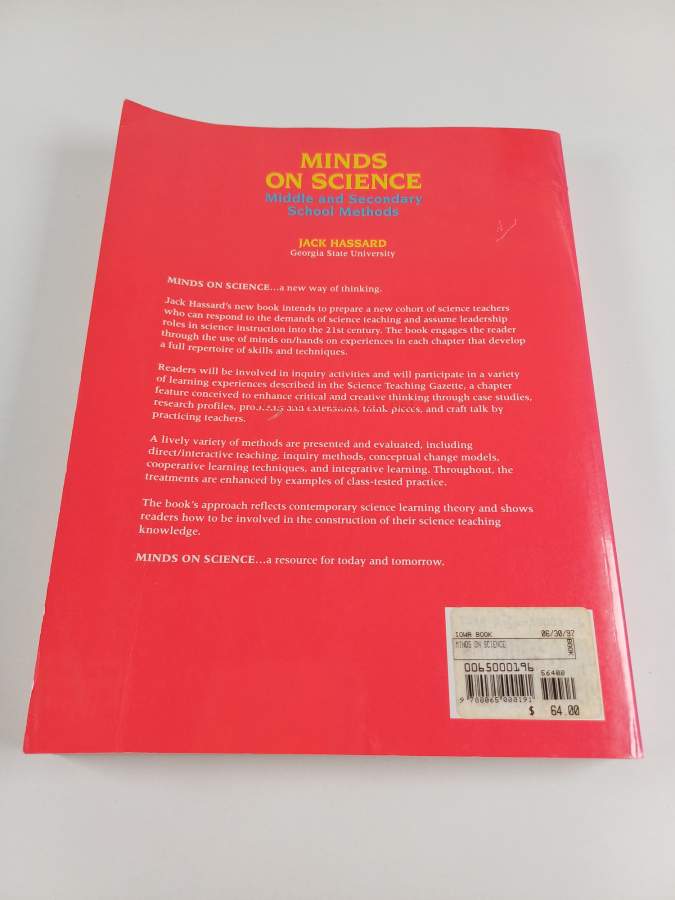 MINDS
ON SCIENCE
Middle and Secondary
School Methods
JACK HASSARD
Georgia State University
MINDS ON SCIENCE...a new way of thinking.
Jack Hassard's new book intends to prepare a new cohort of science teachers
who can respond to the demands of science teaching and assume leadership
roles in science instruction into the 21st century. The book engages the reader
through the use of minds on/hands on experiences in each chapter that develop
a full repertoire of skills and techniques.
Readers will be involved in inquiry activities and will participate in a variety
of learning experiences described in the Science Teaching Gazette, a chapter
feature conceived to enhance critical and creative thinking through case studies,
research profiles, problems and extensions, think pieces, and craft talk by
practicing teachers.
A lively variety of methods are presented and evaluated, including
direct/interactive teaching, inquiry methods, conceptual change models,
cooperative learning techniques, and integrative learning. Throughout, the
treatments are enhanced by examples of class-tested practice.
The book's approach reflects contemporary science learning theory and shows
readers how to be involved in the construction of their science teaching
knowledge.
MINDS ON SCIENCE...a resource for today and tomorrow.
IOWA BOOK 06/30/97
MINDS ON SCIENCE BOOK
0065000196
56400
9 780065 000191
$ 64.00